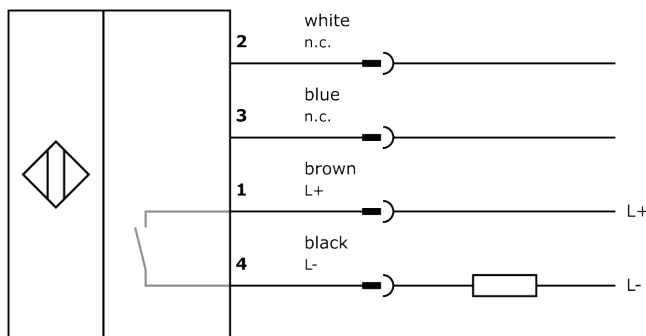 white
2 n.c.
blue
3 n.c.
brown
1 L+ L+
black
4 L- L-